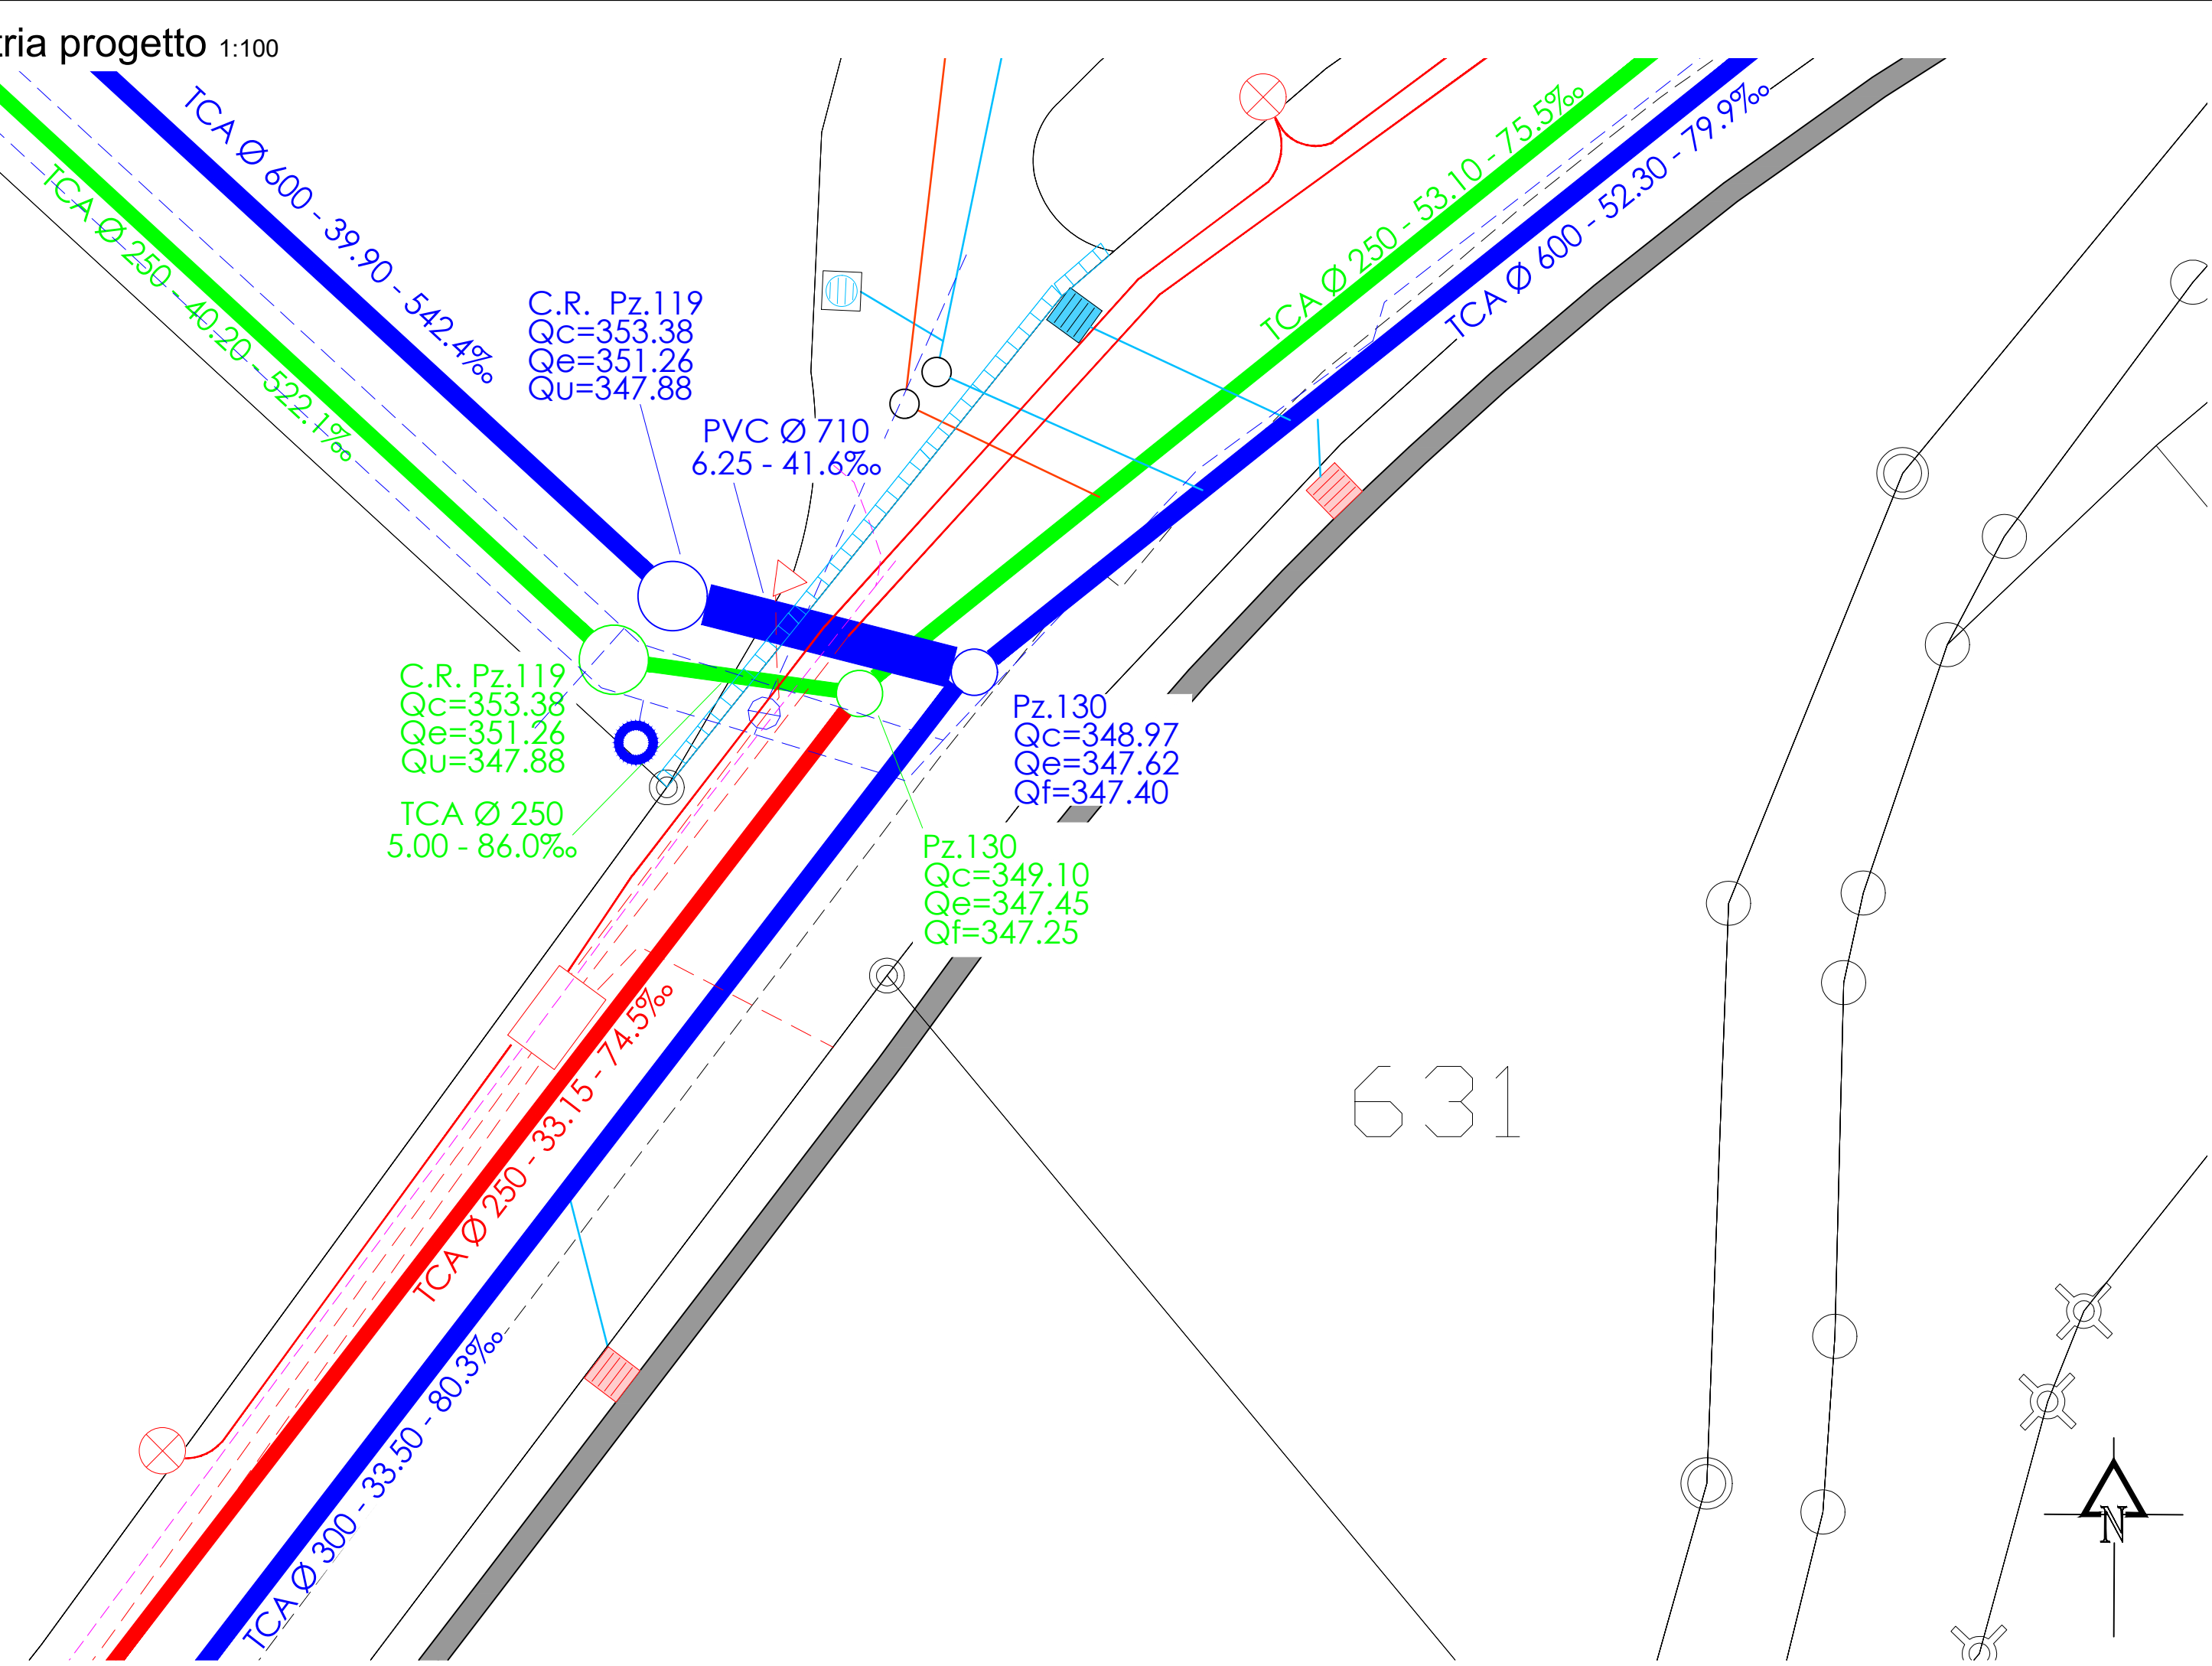 tria progetto 1:100
TCA Ø 600 - 39.90 - 542.4‰
TCA Ø 250 - 40.20 - 522.1‰
C.R. Pz.119
Qc=353.38
Qe=351.26
Qu=347.88
PVC Ø 710
6.25 - 41.6‰
TCA Ø 250 - 53.10 - 75.5‰
TCA Ø 600 - 52.30 - 79.9‰
C.R. Pz.119
Qc=353.38
Qe=351.26
Qu=347.88
TCA Ø 250
5.00 - 86.0‰
Pz.130
Qc=348.97
Qe=347.62
Qf=347.40
Pz.130
Qc=349.10
Qe=347.45
Qf=347.25
TCA Ø 250 - 33.15 - 74.5‰
TCA Ø 300 - 33.50 - 80.3‰
631
N